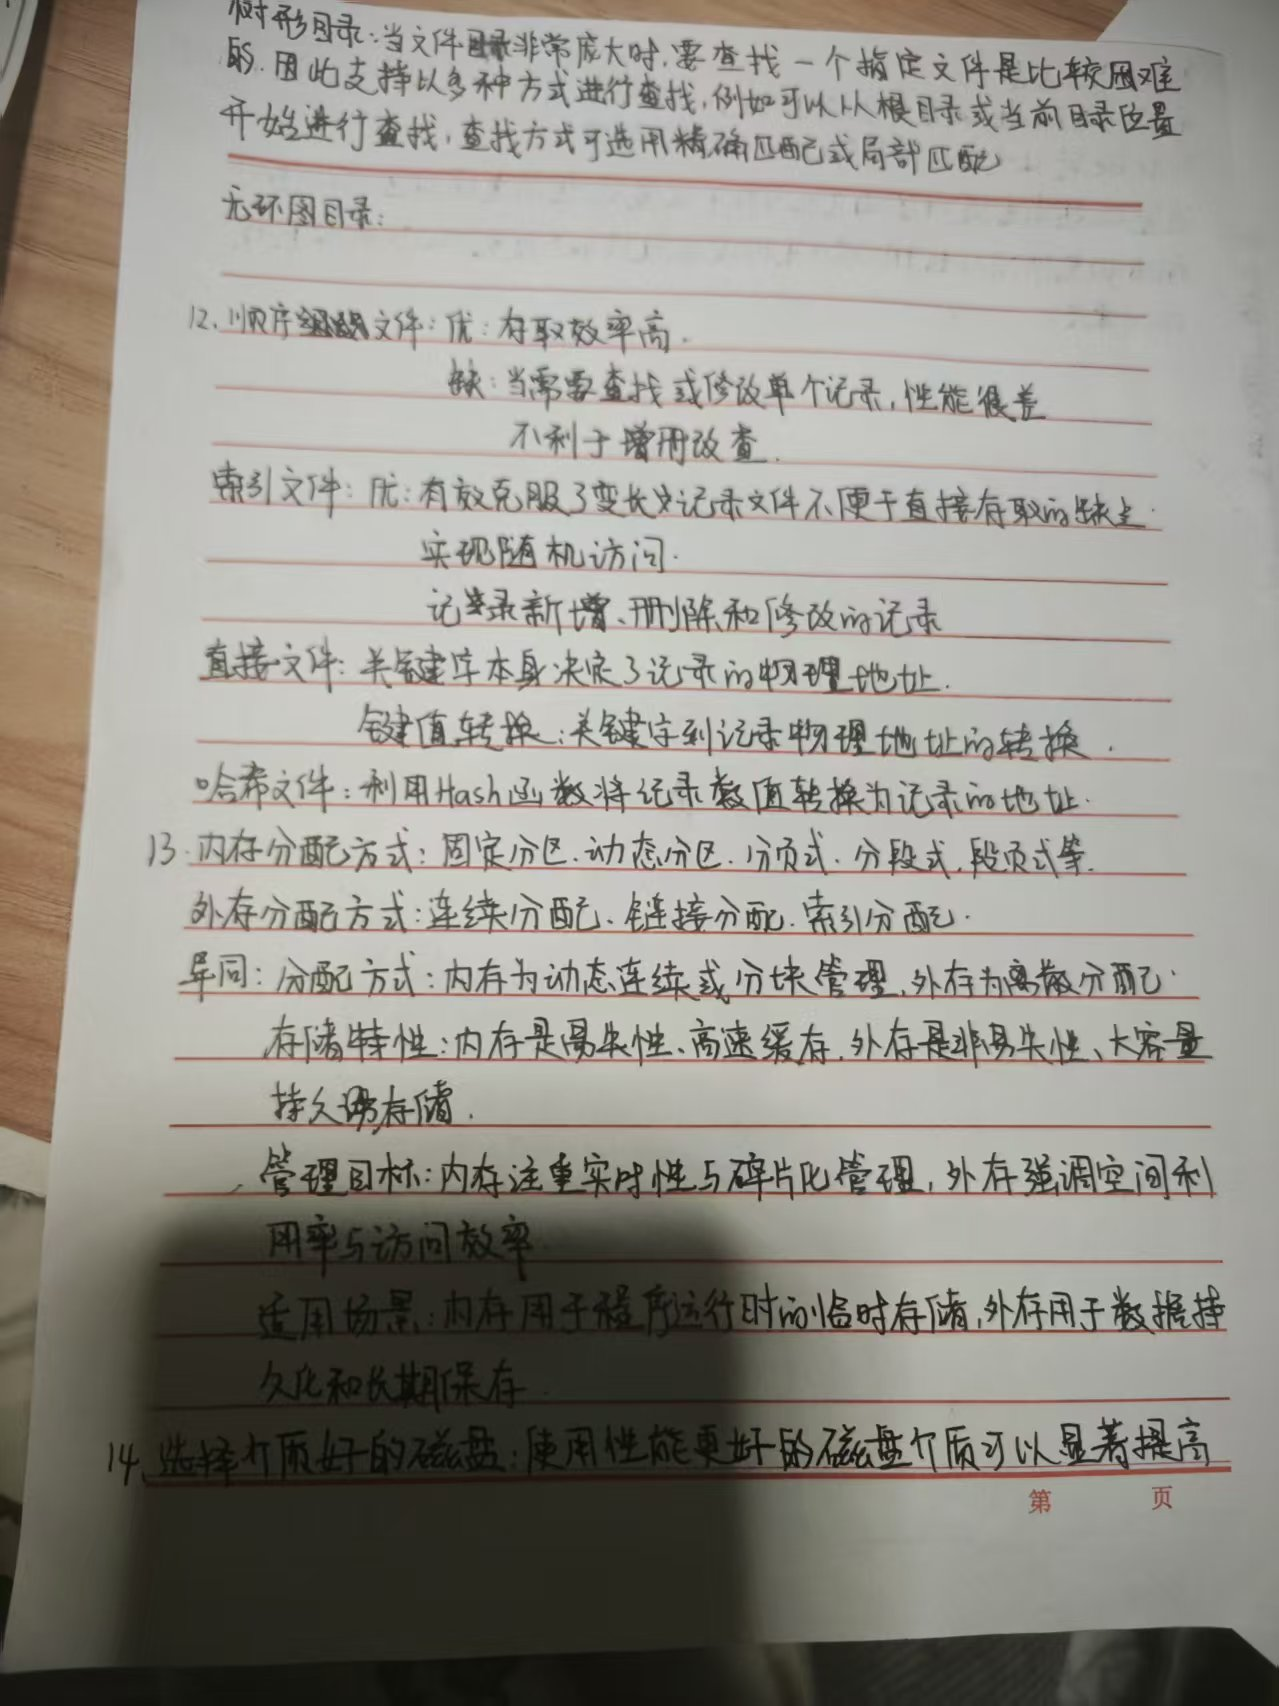 树形目录：当文件目录非常庞大时，要查找一个指定文件是比较困难
的．因此支持以多种方式进行查找，例如可以从根目录或当前目录位置
开始进行查找，查找方式可选用精确匹配或局部匹配
无环图目录：
12、顺序文件：优：存取效率高．
缺：当需要查找或修改单个记录，性能很差
不利于增删改查．
索引文件：优：有效克服了变长记录文件不便于直接存取的缺点．
实现随机访问．
记录新增、删除和修改的记录
直接文件：关键字本身决定了记录的物理地址．
键值转换：关键字到记录物理地址的转换．
哈希文件：利用Hash函数将记录数值转换为记录的地址．
13．内存分配方式：固定分区．动态分区．分页式．分段式．段页式等．
外存分配方式：连续分配、链接分配．索引分配．
异同：分配方式：内存为动态连续或分块管理，外存为离散分配．
存储特性：内存是易失性、高速缓存．外存是非易失性、大容量
持久存储．
管理目标：内存注重实时性与碎片化管理，外存强调空间利
用率与访问效率
适用场景：内存用于程序运行时的临时存储，外存用于数据持
久化和长期保存．
14、选择介质好的磁盘：使用性能更好的磁盘介质可以显著提高
第 页